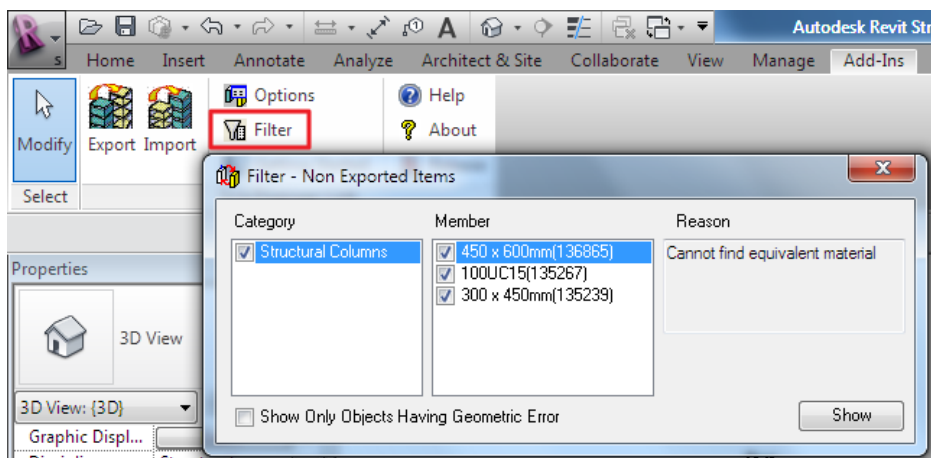 Autodesk Revit Str
s Home Insert Annotate Analyze Architect & Site Collaborate View Manage Add-Ins
Modify
Export Import
Options
Filter
Help
About
Select
Filter - Non Exported Items
Category
Structural Columns
Member
450 x 600mm(136865)
100UC15(135267)
300 x 450mm(135239)
Reason
Cannot find equivalent material
Show Only Objects Having Geometric Error
Show
Properties
3D View
3D View: {3D}
Graphic Displ...